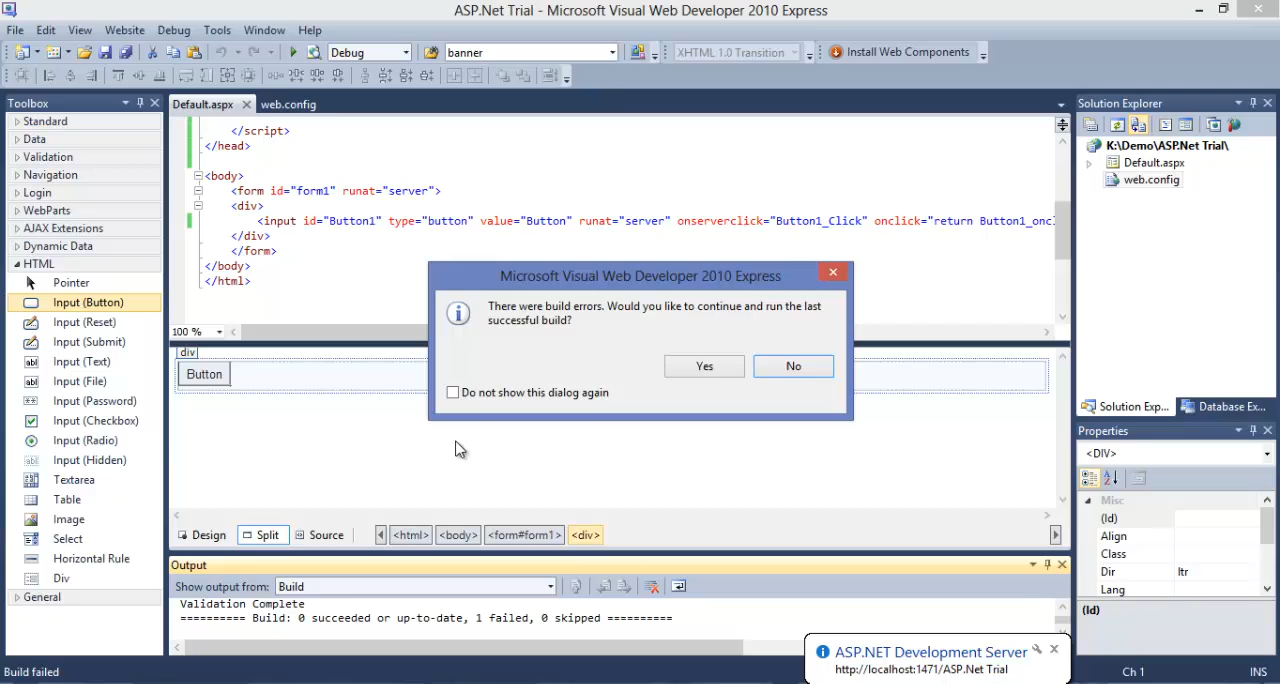 ASP.Net Trial - Microsoft Visual Web Developer 2010 Express
File Edit View Website Build Debug Tools Window Help
Debug banner XHTML 1.0 Transition Install Web Components
Toolbox
Standard
Data
Validation
Navigation
Login
WebParts
AJAX Extensions
Dynamic Data
HTML
Pointer
Input (Button)
Input (Reset)
Input (Submit)
Input (Text)
Input (File)
Input (Password)
Input (Checkbox)
Input (Radio)
Input (Hidden)
Textarea
Table
Image
Select
Horizontal Rule
Div
General
Default.aspx web.config
</script>
</head>
<body>
<form id="form1" runat="server">
<div>
<input id="Button1" type="button" value="Button" runat="server" onserverclick="Button1_Click" onclick="return Button1_oncl
</div>
</form>
</body>
</html>
100 %
div
Button
Microsoft Visual Web Developer 2010 Express
There were build errors. Would you like to continue and run the last
successful build?
Yes No
Do not show this dialog again
Design Split Source <html> <body> <form#form1> <div>
Output
Show output from: Build
Validation Complete
========== Build: 0 succeeded or up-to-date, 1 failed, 0 skipped ==========
Solution Explorer
K:\Demo\ASP.Net Trial\
Default.aspx
web.config
Solution Exp... Database Ex...
Properties
<DIV>
Misc
(Id)
Align
Class
Dir ltr
Lang
(Id)
ASP.NET Development Server
http://localhost:1471/ASP.Net Trial
Build failed Ch 1 INS